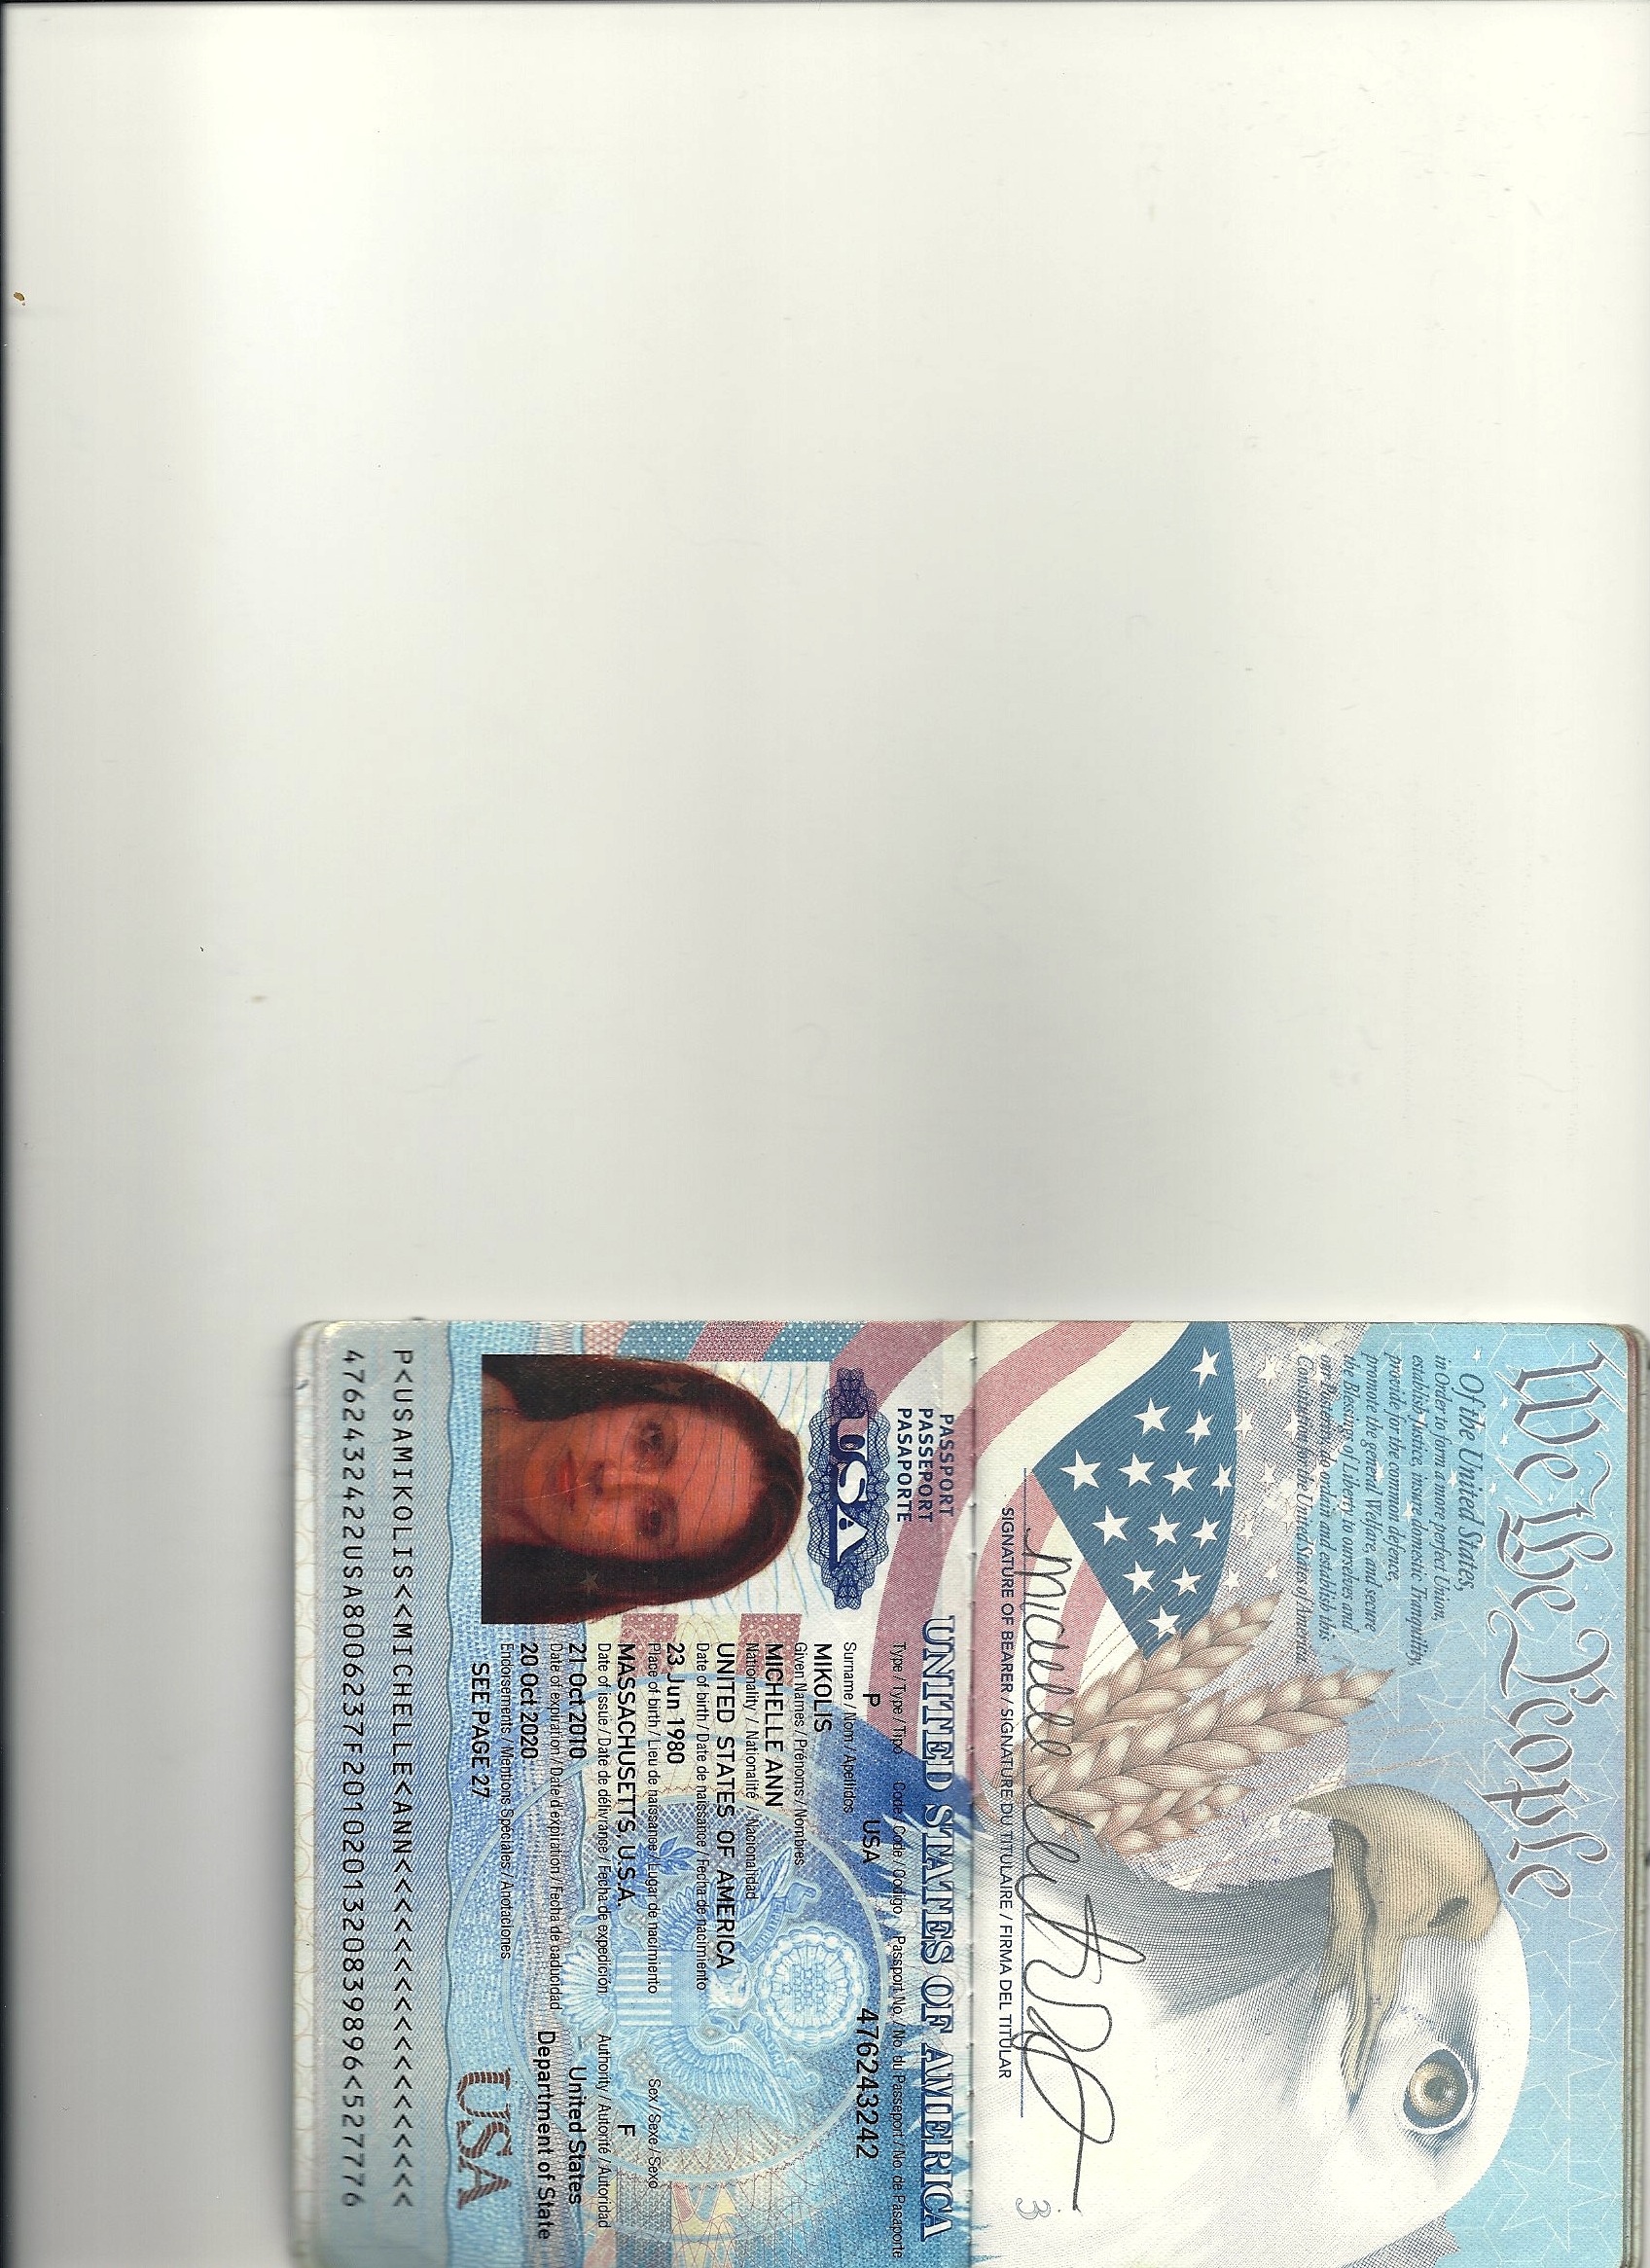 We the People
Of the United States,
in Order to form a more perfect Union,
establish Justice, insure domestic Tranquility,
provide for the common defence,
promote the general Welfare, and secure
the Blessings of Liberty to ourselves and
our Posterity, do ordain and establish this
Constitution for the United States of America.
SIGNATURE OF BEARER / SIGNATURE DU TITULAIRE / FIRMA DEL TITULAR
3
PASSPORT
PASSEPORT
PASAPORTE
UNITED STATES OF AMERICA
USA
Type / Type / Tipo Code / Code / Codigo Passport No. / No. du Passeport / No. de Pasaporte
P USA 476243242
Surname / Nom / Apellidos
MIKOLIS
Given Names / Prénoms / Nombres
MICHELLE ANN
Nationality / Nationalité / Nacionalidad
UNITED STATES OF AMERICA
Date of birth / Date de naissance / Fecha de nacimiento
23 Jun 1980
Place of birth / Lieu de naissance / Lugar de nacimiento Sex / Sexe / Sexo
MASSACHUSETTS, U.S.A. F
Date of issue / Date de délivrance / Fecha de expedición Authority / Autorité / Autoridad
21 Oct 2010 United States
Date of expiration / Date d'expiration / Fecha de caducidad Department of State
20 Oct 2020
Endorsements / Mentions Spéciales / Anotaciones
SEE PAGE 27
USA
P<USAMIKOLIS<<MICHELLE<ANN<<<<<<<<<<<<<<<<<<
4762432422USA8006237F2010201320839896<527776